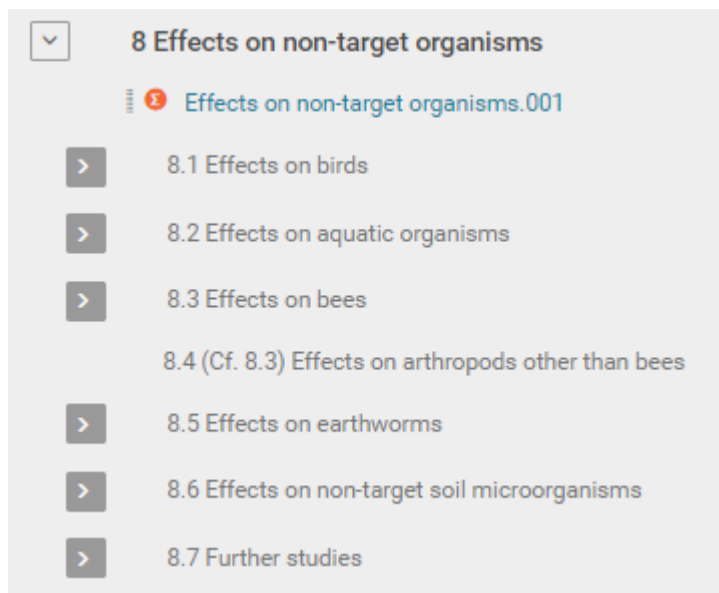 8 Effects on non-target organisms
Σ Effects on non-target organisms.001
8.1 Effects on birds
8.2 Effects on aquatic organisms
8.3 Effects on bees
8.4 (Cf. 8.3) Effects on arthropods other than bees
8.5 Effects on earthworms
8.6 Effects on non-target soil microorganisms
8.7 Further studies